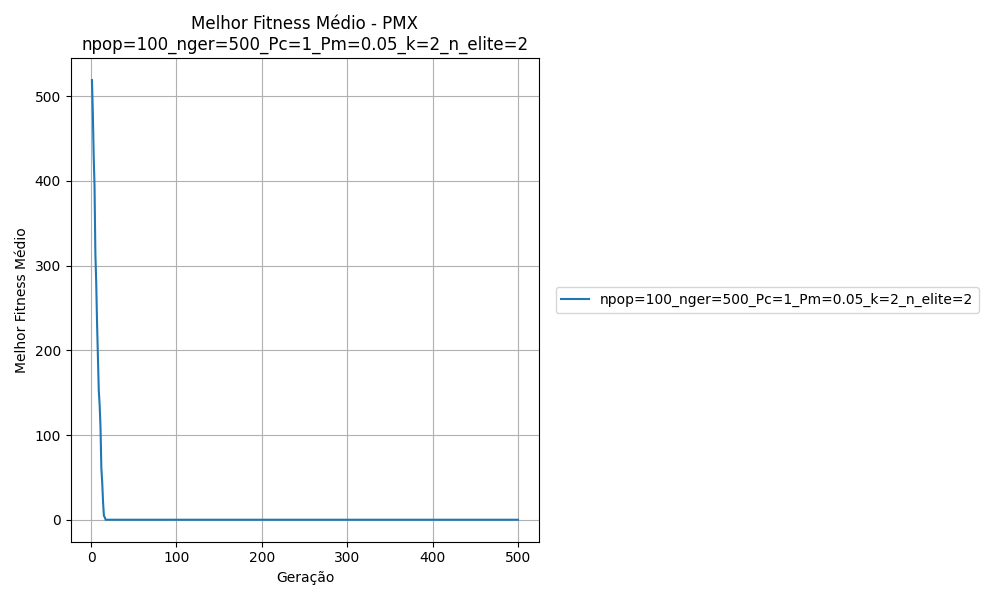 Melhor Fitness Médio - PMX
npop=100_nger=500_Pc=1_Pm=0.05_k=2_n_elite=2
Melhor Fitness Médio
500
400
300
200
100
0
0 100 200 300 400 500
Geração
npop=100_nger=500_Pc=1_Pm=0.05_k=2_n_elite=2